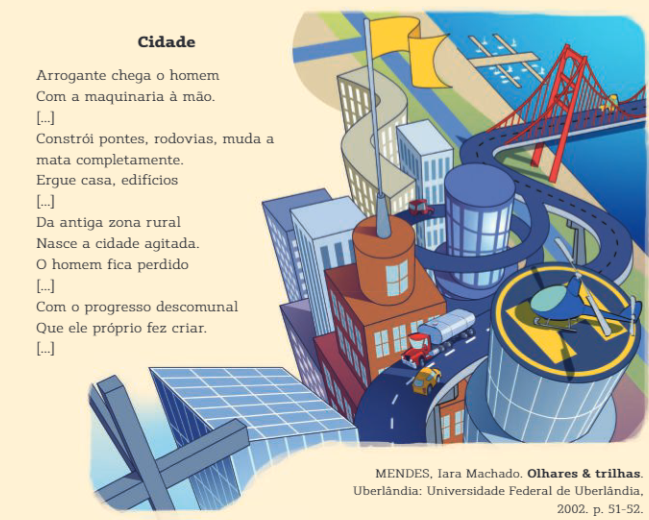 Cidade
Arrogante chega o homem
Com a maquinaria à mão.
[...]
Constrói pontes, rodovias, muda a
mata completamente.
Ergue casa, edifícios
[...]
Da antiga zona rural
Nasce a cidade agitada.
O homem fica perdido
[...]
Com o progresso descomunal
Que ele próprio fez criar.
[...]
MENDES, Iara Machado. Olhares & trilhas.
Uberlândia: Universidade Federal de Uberlândia,
2002. p. 51-52.